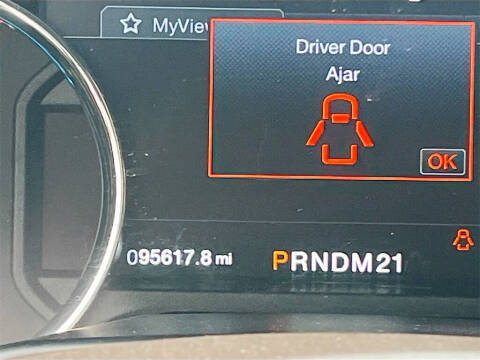 MyView
Driver Door
Ajar
OK
095617.8 mi
PRNDM21